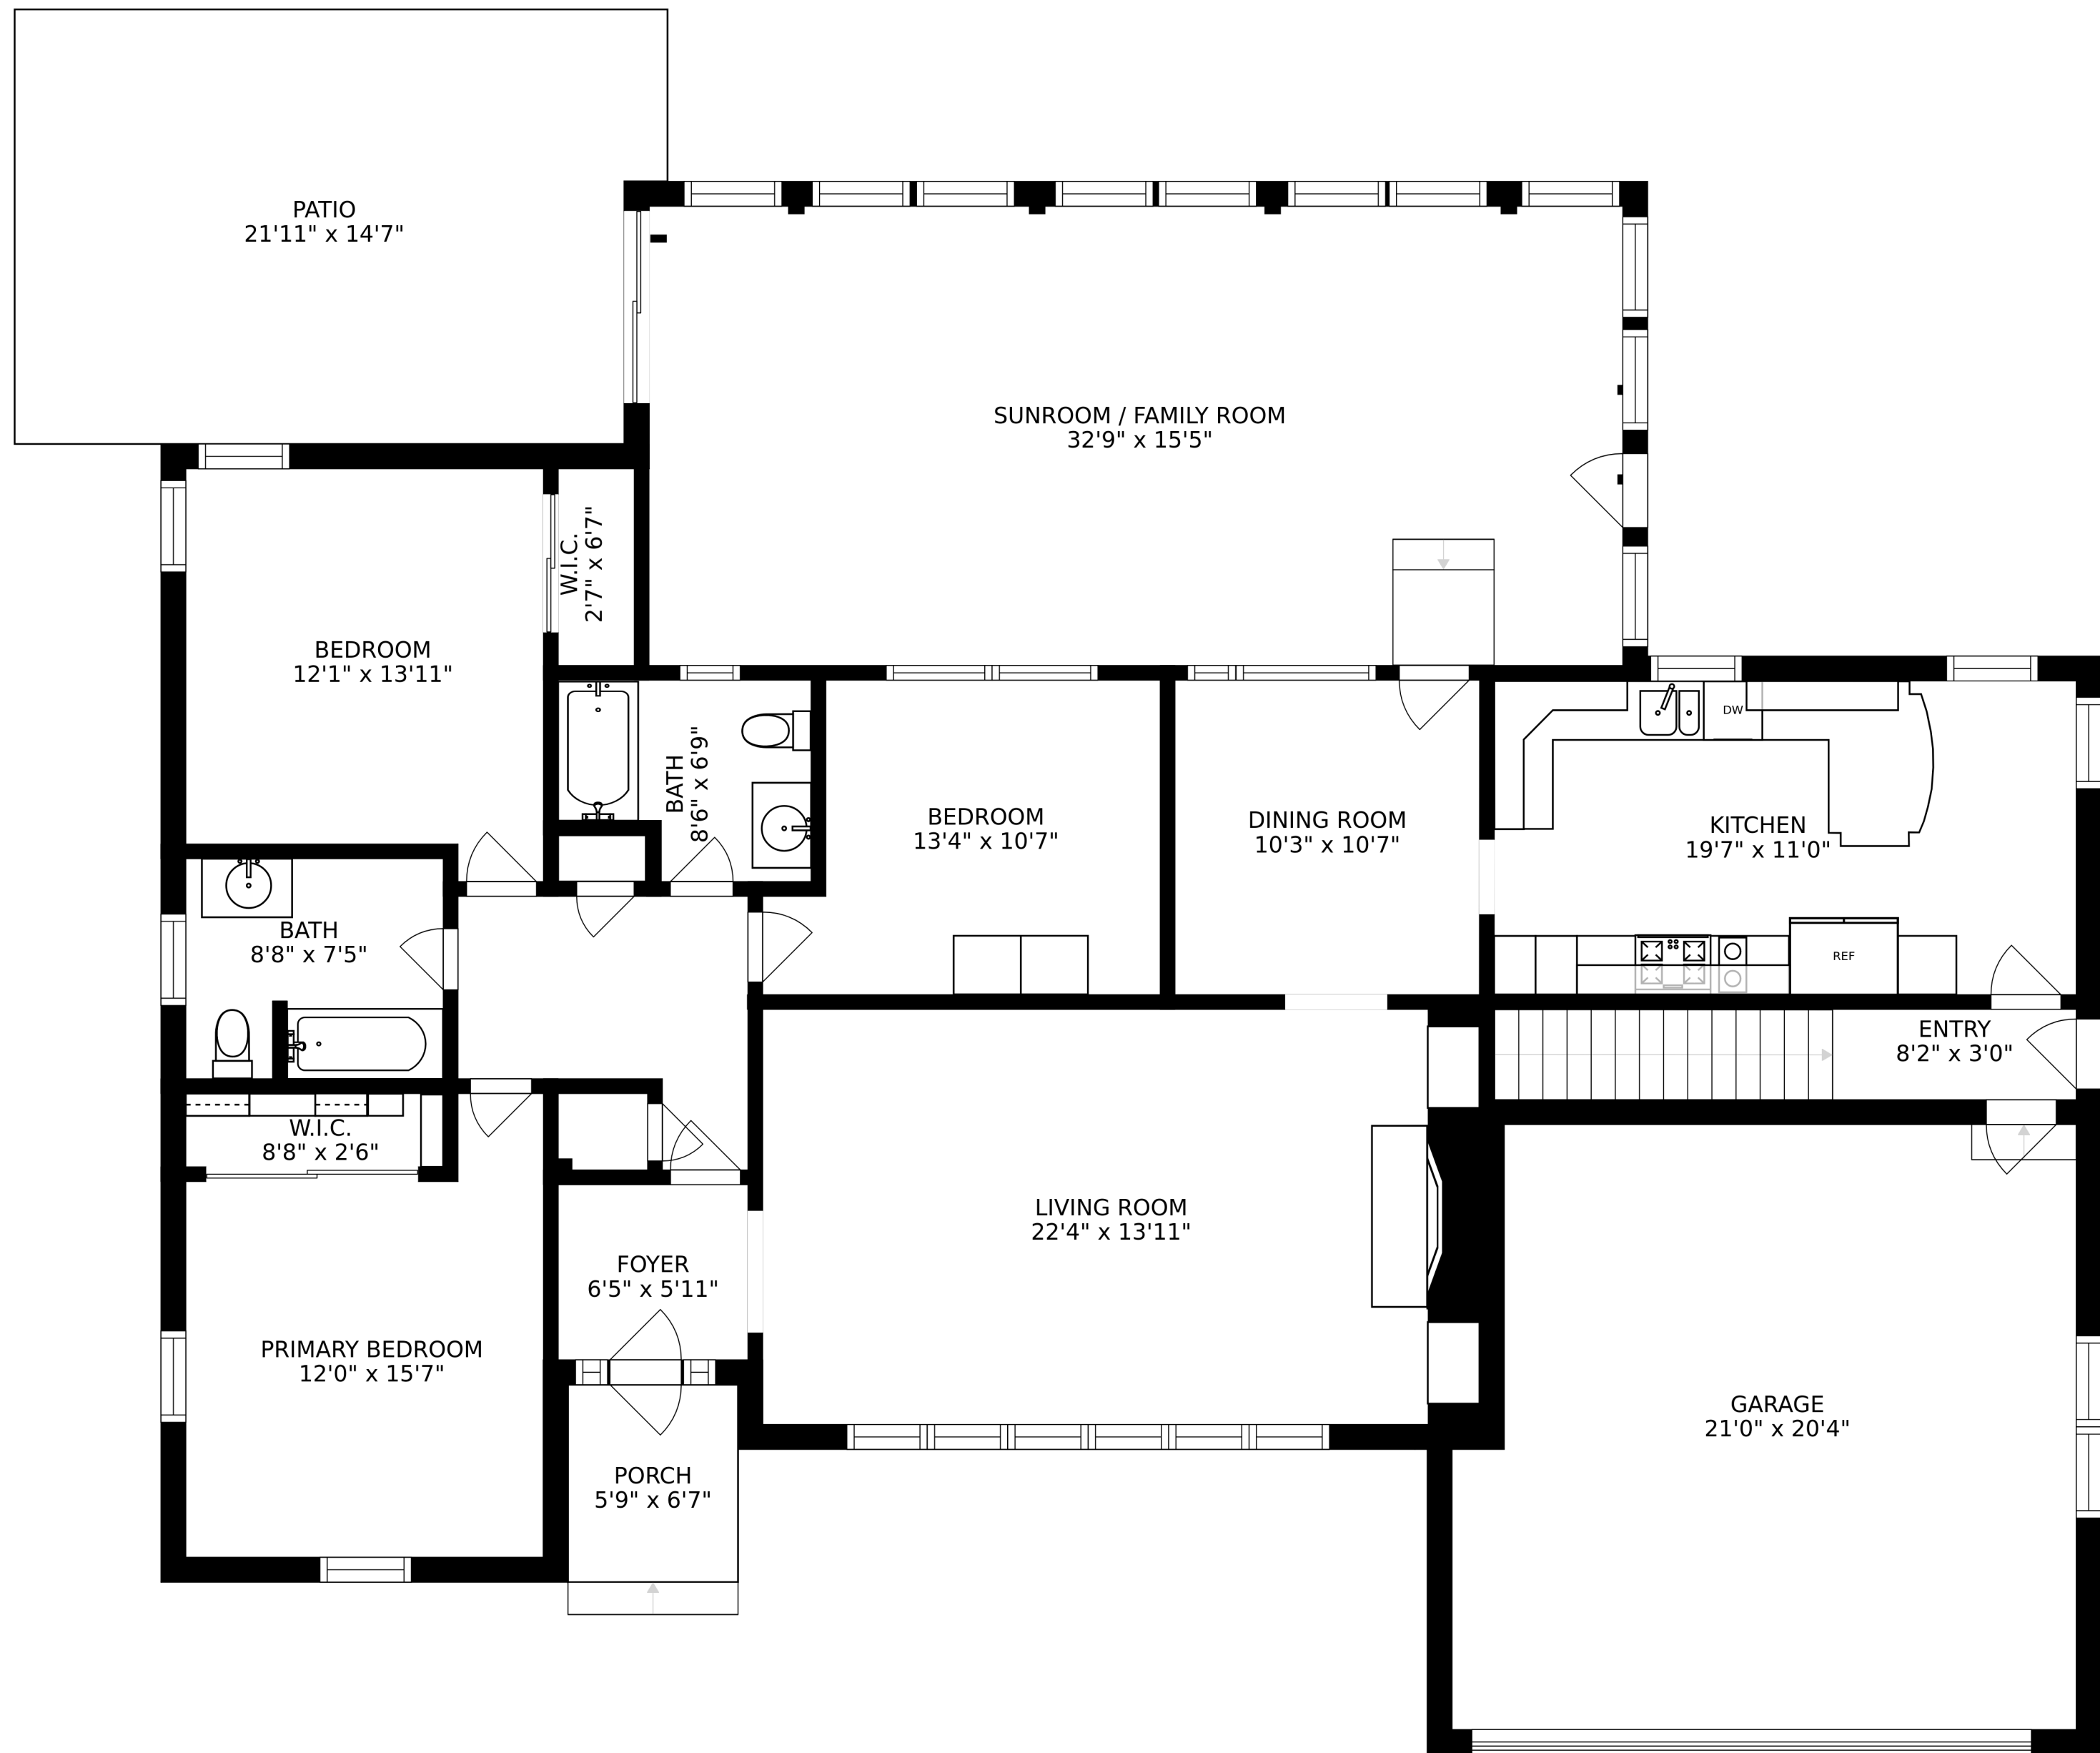 PATIO
21'11" x 14'7"
SUNROOM / FAMILY ROOM
32'9" x 15'5"
W.I.C.
2'7" x 6'7"
BEDROOM
12'1" x 13'11"
BATH
8'6" x 6'9"
BEDROOM
13'4" x 10'7"
DINING ROOM
10'3" x 10'7"
DW
KITCHEN
19'7" x 11'0"
REF
BATH
8'8" x 7'5"
ENTRY
8'2" x 3'0"
W.I.C.
8'8" x 2'6"
LIVING ROOM
22'4" x 13'11"
FOYER
6'5" x 5'11"
PRIMARY BEDROOM
12'0" x 15'7"
GARAGE
21'0" x 20'4"
PORCH
5'9" x 6'7"